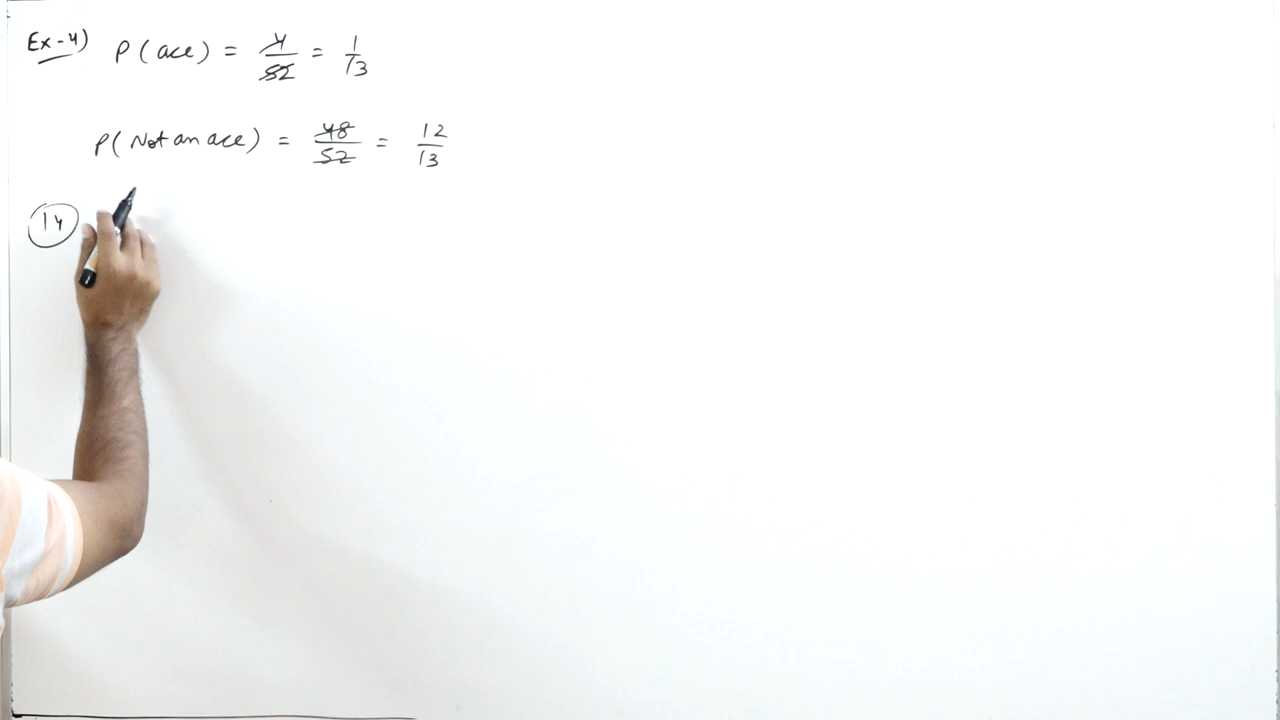 Ex-4) P(ace) = 4/52 = 1/13
P(Not an ace) = 48/52 = 12/13
14